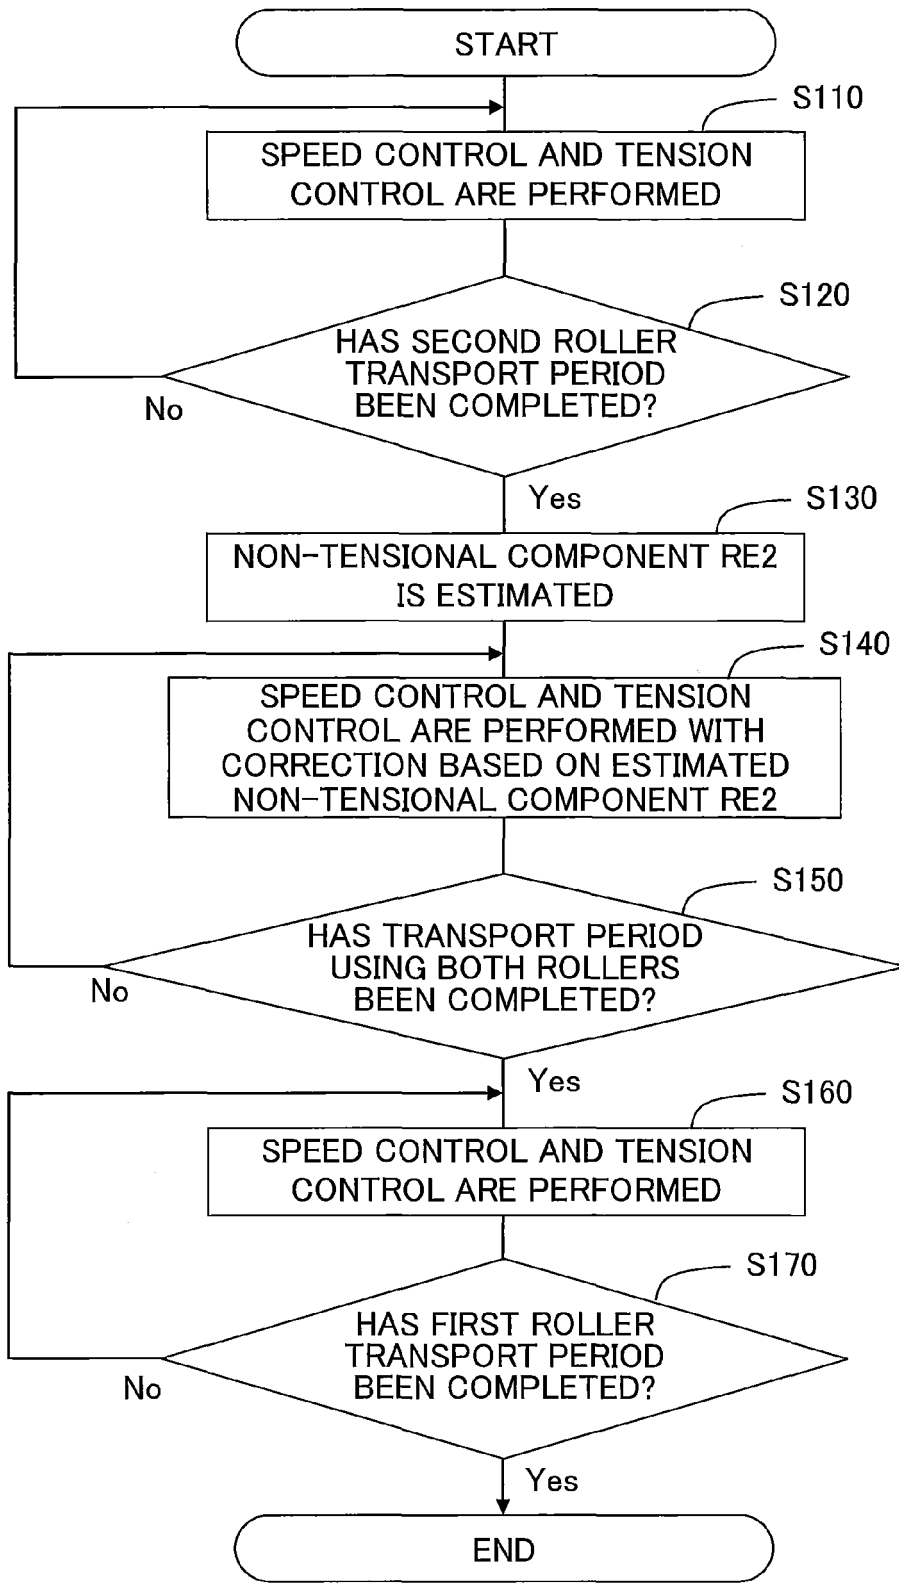 START
S110
SPEED CONTROL AND TENSION
CONTROL ARE PERFORMED
S120
HAS SECOND ROLLER
TRANSPORT PERIOD
BEEN COMPLETED?
No
Yes
S130
NON-TENSIONAL COMPONENT RE2
IS ESTIMATED
S140
SPEED CONTROL AND TENSION
CONTROL ARE PERFORMED WITH
CORRECTION BASED ON ESTIMATED
NON-TENSIONAL COMPONENT RE2
S150
HAS TRANSPORT PERIOD
USING BOTH ROLLERS
BEEN COMPLETED?
No
Yes
S160
SPEED CONTROL AND TENSION
CONTROL ARE PERFORMED
S170
HAS FIRST ROLLER
TRANSPORT PERIOD
BEEN COMPLETED?
No
Yes
END